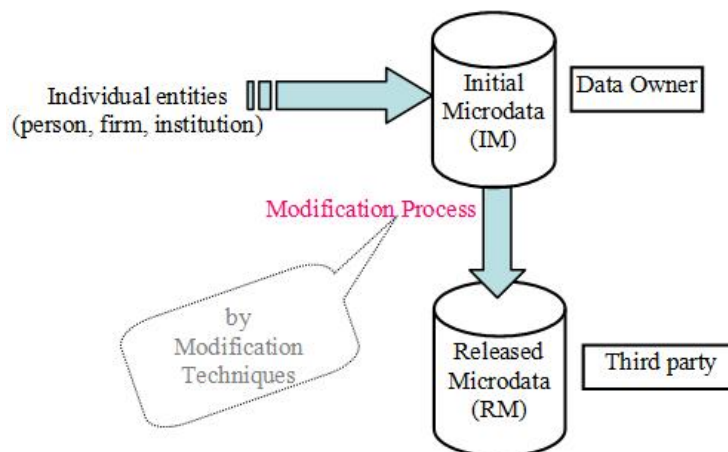 Individual entities
(person, firm, institution)
Initial
Microdata
(IM)
Data Owner
Modification Process
by
Modification
Techniques
Released
Microdata
(RM)
Third party